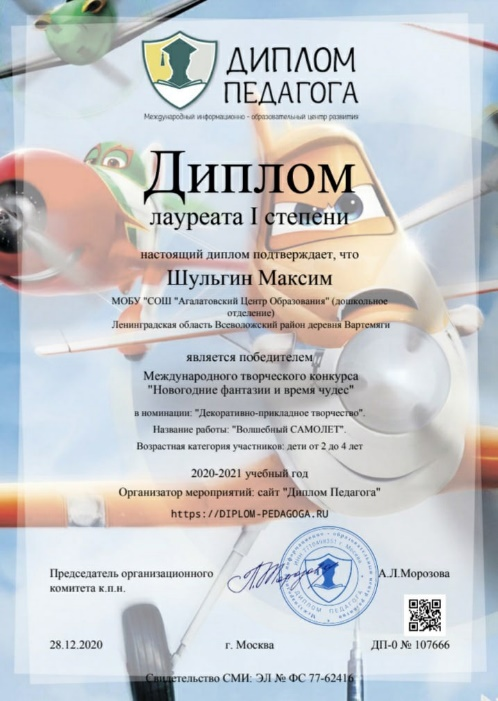 ДИПЛОМ
ПЕДАГОГА
Международный информационно - образовательный центр развития
Диплом
лауреата I степени
настоящий диплом подтверждает, что
Шульгин Максим
МОБУ "СОШ "Агалатовский Центр Образования" (дошкольное
отделение)
Ленинградская область Всеволожский район деревня Вартемяги
является победителем
Международного творческого конкурса
"Новогодние фантазии и время чудес"
в номинации: "Декоративно-прикладное творчество".
Название работы: "Волшебный САМОЛЕТ".
Возрастная категория участников: дети от 2 до 4 лет
2020-2021 учебный год
Организатор мероприятий: сайт "Диплом Педагога"
https://DIPLOM-PEDAGOGA.RU
Председатель организационного
комитета к.п.н.
А.Л.Морозова
ДИПЛОМ ПЕДАГОГА
28.12.2020
г. Москва
ДП-0 № 107666
Свидетельство СМИ: ЭЛ № ФС 77-62416